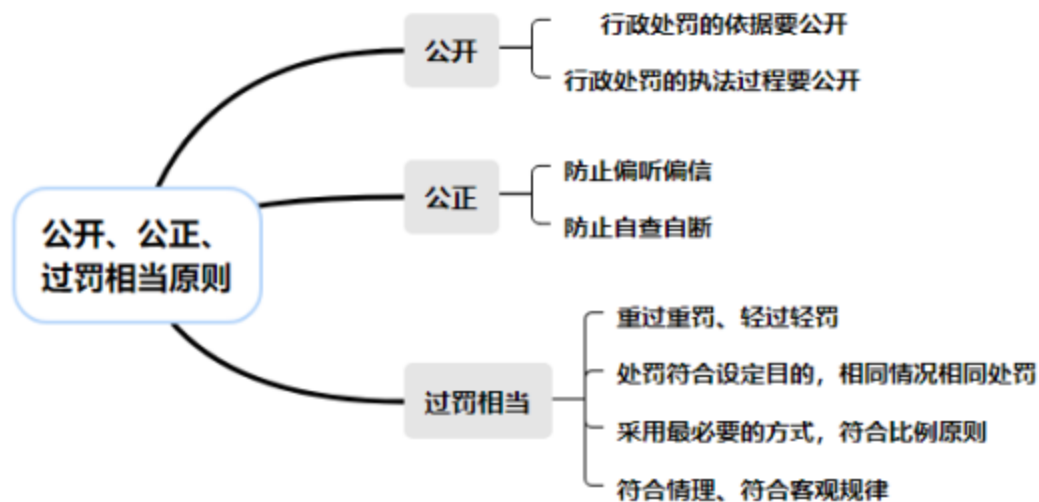 公开、公正、
过罚相当原则
公开
行政处罚的依据要公开
行政处罚的执法过程要公开
公正
防止偏听偏信
防止自查自断
过罚相当
重过重罚、轻过轻罚
处罚符合设定目的，相同情况相同处罚
采用最必要的方式，符合比例原则
符合情理、符合客观规律